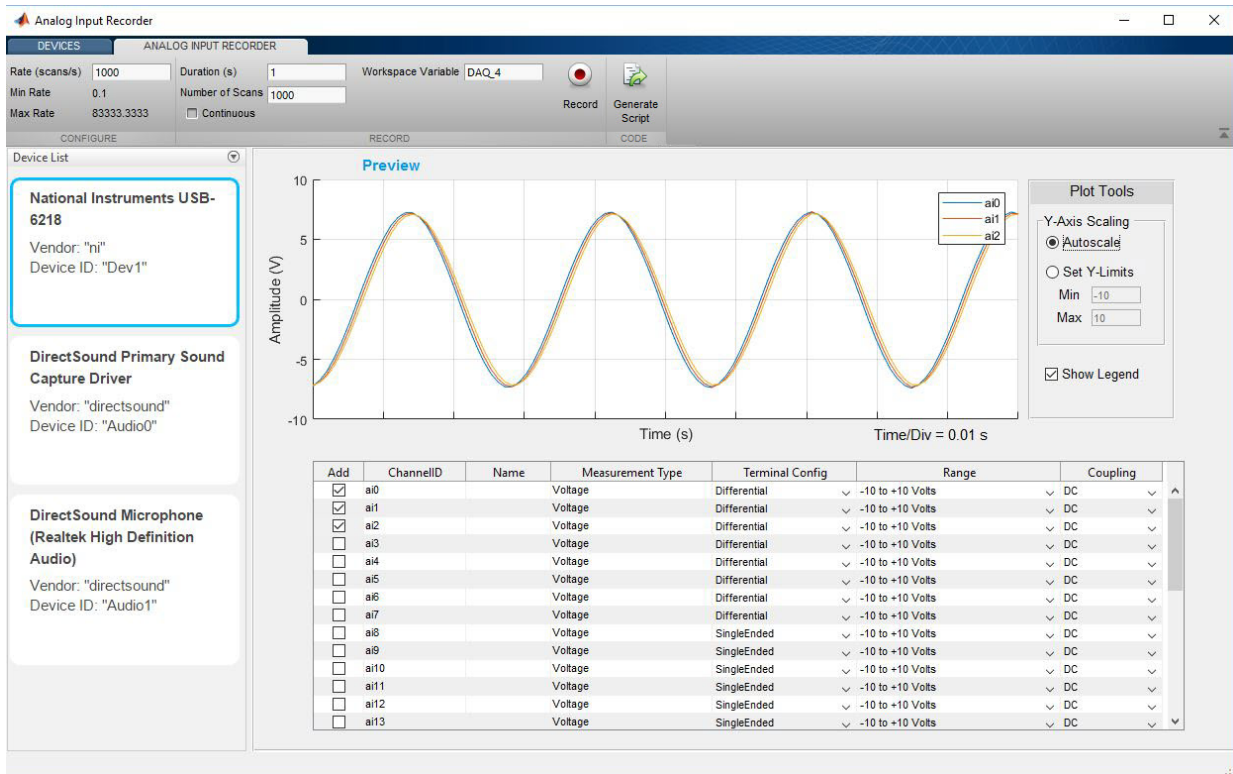 Analog Input Recorder
DEVICES ANALOG INPUT RECORDER
Rate (scans/s) 1000 Duration (s) 1 Workspace Variable DAQ_4
Min Rate 0.1 Number of Scans 1000
Max Rate 83333.3333 Continuous
Record Generate
Script
CONFIGURE RECORD CODE
Device List
National Instruments USB-
6218
Vendor: "ni"
Device ID: "Dev1"
DirectSound Primary Sound
Capture Driver
Vendor: "directsound"
Device ID: "Audio0"
DirectSound Microphone
(Realtek High Definition
Audio)
Vendor: "directsound"
Device ID: "Audio1"
Preview
10
5
0
-5
-10
Amplitude (V)
ai0
ai1
ai2
Time (s) Time/Div = 0.01 s
Plot Tools
Y-Axis Scaling
Autoscale
Set Y-Limits
Min -10
Max 10
Show Legend
Add ChannelID Name Measurement Type Terminal Config Range Coupling
ai0 Voltage Differential -10 to +10 Volts DC
ai1 Voltage Differential -10 to +10 Volts DC
ai2 Voltage Differential -10 to +10 Volts DC
ai3 Voltage Differential -10 to +10 Volts DC
ai4 Voltage Differential -10 to +10 Volts DC
ai5 Voltage Differential -10 to +10 Volts DC
ai6 Voltage Differential -10 to +10 Volts DC
ai7 Voltage Differential -10 to +10 Volts DC
ai8 Voltage SingleEnded -10 to +10 Volts DC
ai9 Voltage SingleEnded -10 to +10 Volts DC
ai10 Voltage SingleEnded -10 to +10 Volts DC
ai11 Voltage SingleEnded -10 to +10 Volts DC
ai12 Voltage SingleEnded -10 to +10 Volts DC
ai13 Voltage SingleEnded -10 to +10 Volts DC